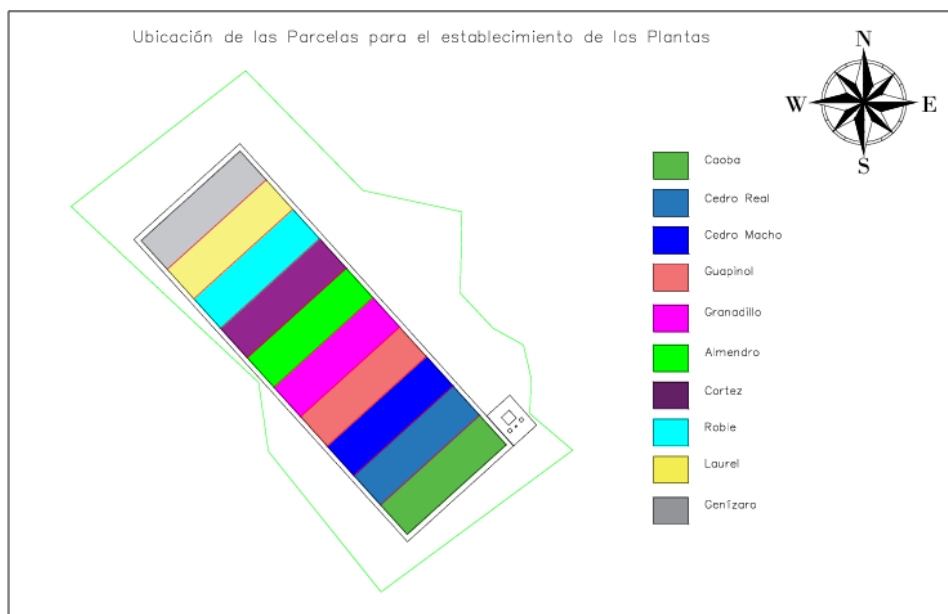 Ubicación de las Parcelas para el establecimiento de las Plantas
N
W E
S
Caoba
Cedro Real
Cedro Macho
Guapinol
Granadillo
Almendro
Cortez
Roble
Laurel
Genízaro